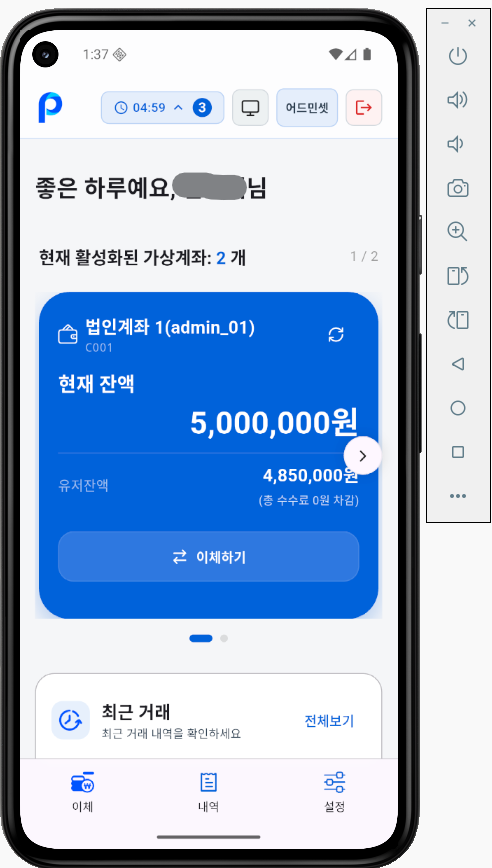 1:37
04:59 3
어드민셋
좋은 하루예요, 님
현재 활성화된 가상계좌: 2 개
1 / 2
법인계좌 1(admin_01)
C001
현재 잔액
5,000,000원
유저잔액
4,850,000원
(종 수수료 0원 차감)
이체하기
최근 거래
최근 거래 내역을 확인하세요
전체보기
이체
내역
설정